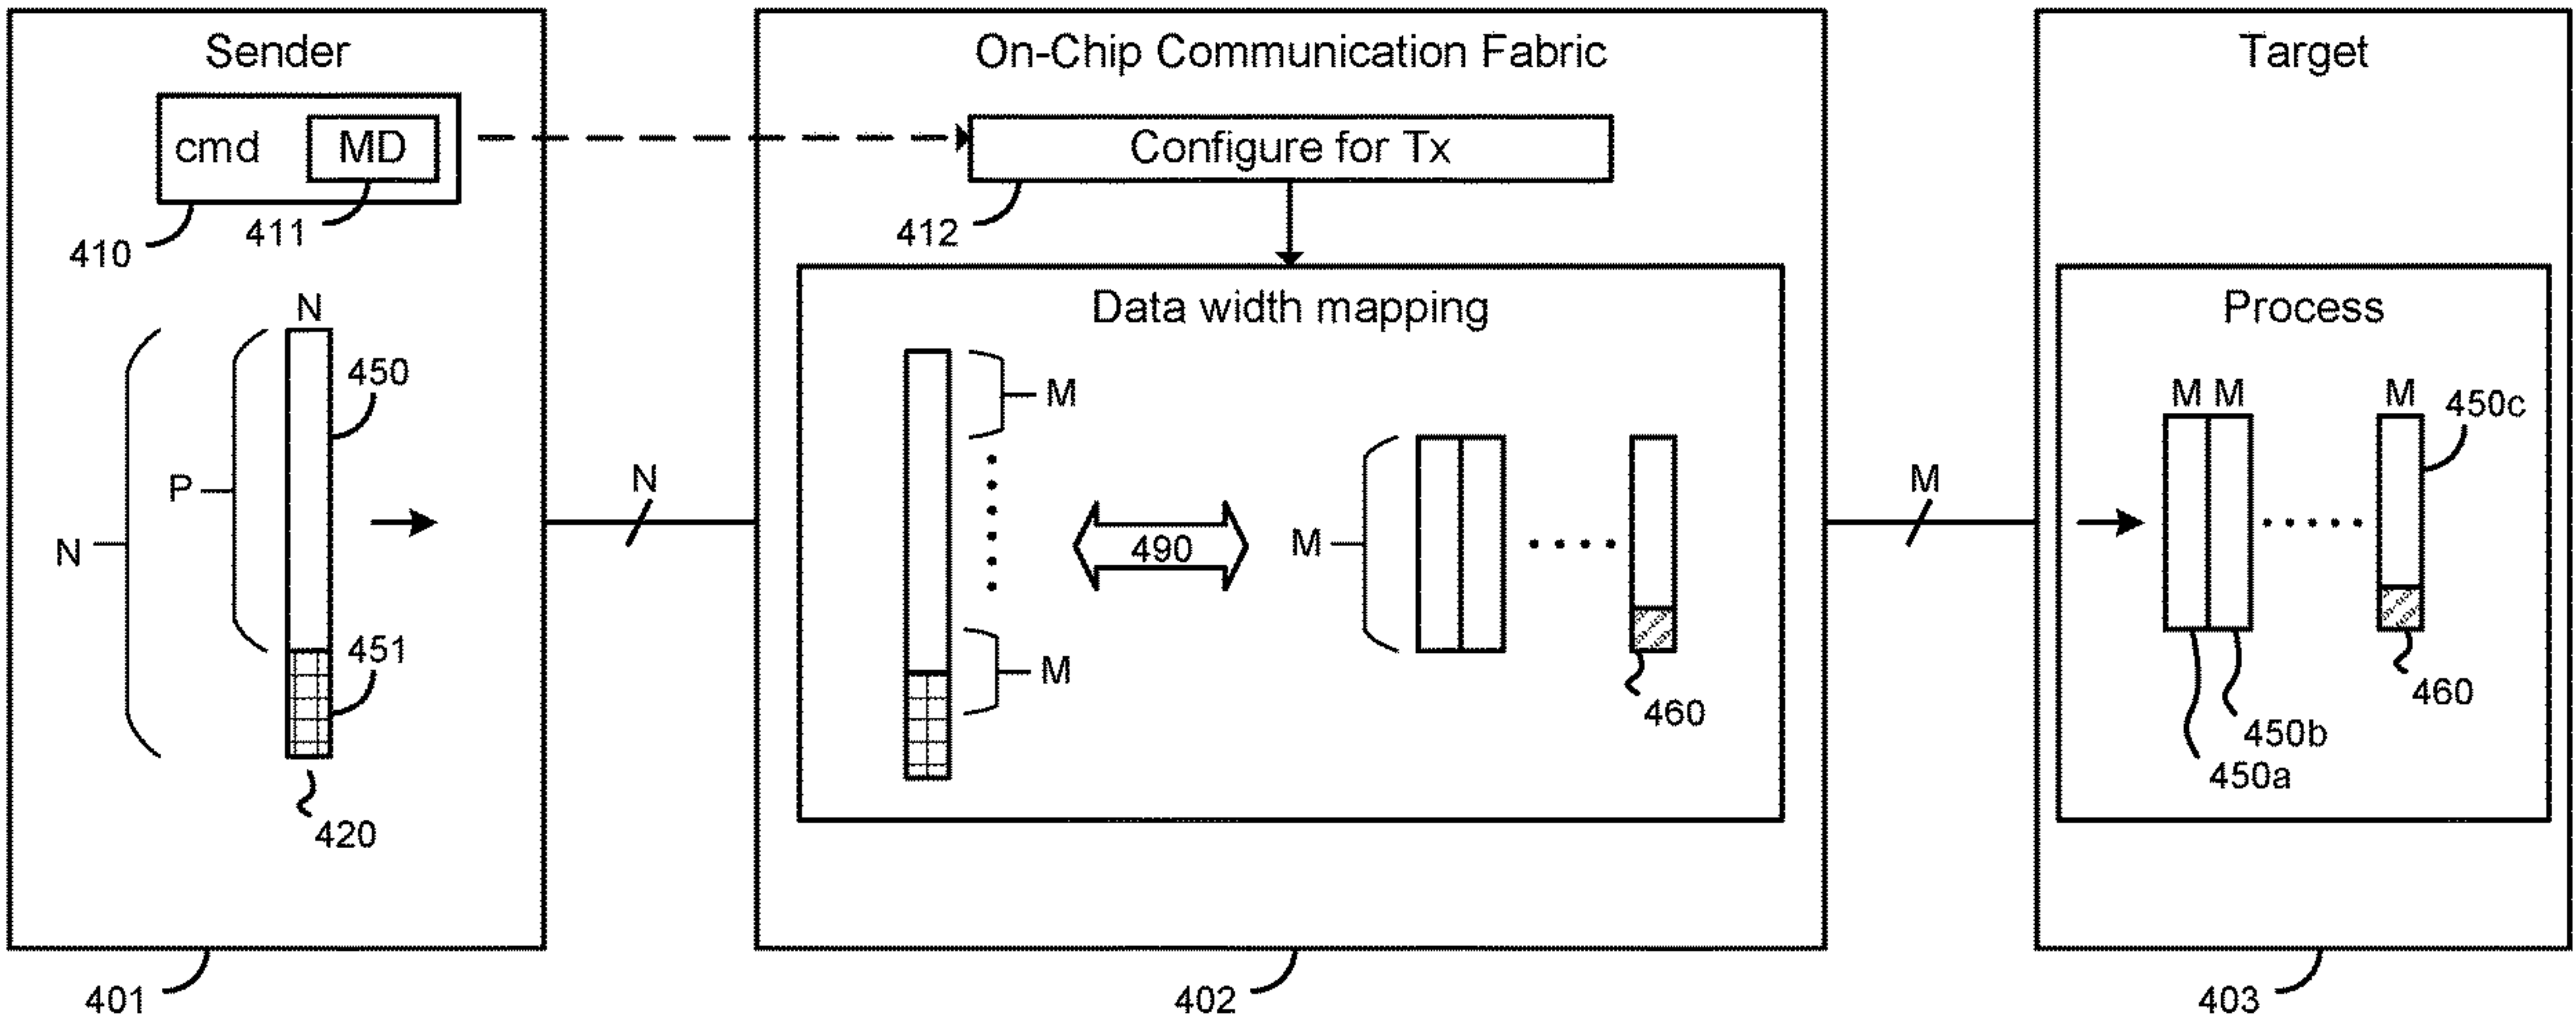 Sender
cmd
MD
410
411
N
450
P
N
451
420
401
N
On-Chip Communication Fabric
Configure for Tx
412
Data width mapping
M
M
490
M
460
402
M
Target
Process
M M
M
450c
460
450b
450a
403